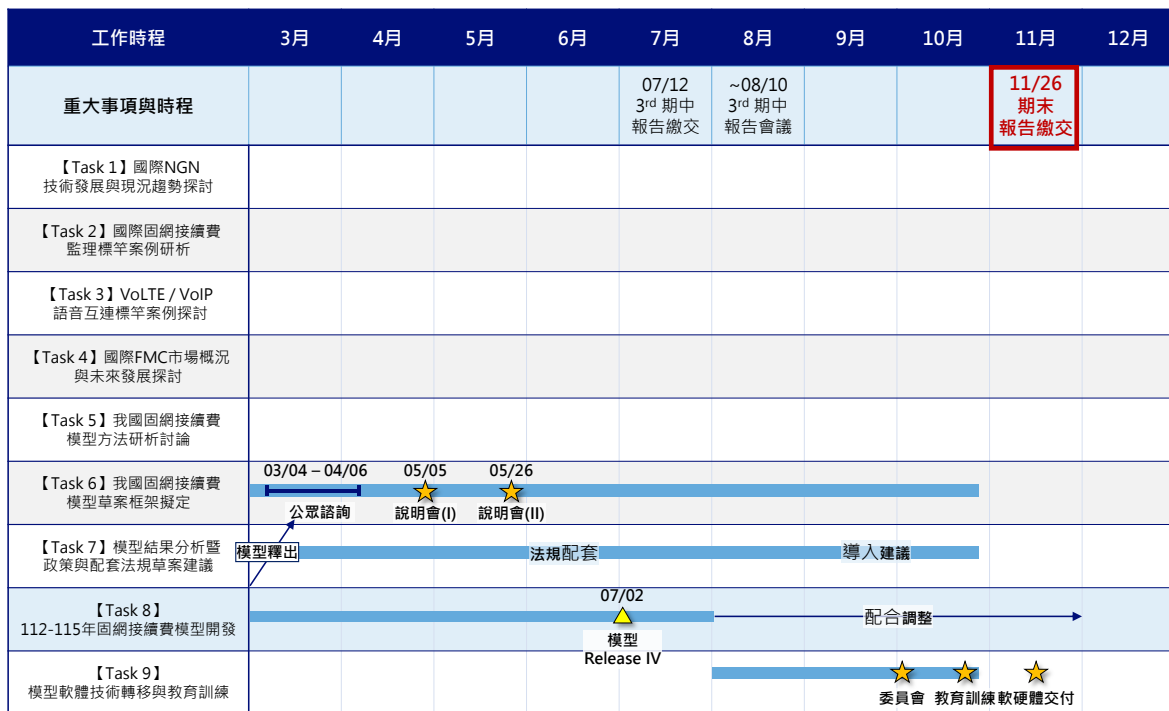 工作時程 3月 4月 5月 6月 7月 8月 9月 10月 11月 12月
重大事項與時程
07/12
3rd 期中
報告繳交
~08/10
3rd 期中
報告會議
11/26
期末
報告繳交
【Task 1】國際NGN
技術發展與現況趨勢探討
【Task 2】國際固網接續費
監理標竿案例研析
【Task 3】VoLTE / VoIP
語音互連標竿案例探討
【Task 4】國際FMC市場概況
與未來發展探討
【Task 5】我國固網接續費
模型方法研析討論
【Task 6】我國固網接續費
模型草案框架擬定
03/04 – 04/06 05/05 05/26
公眾諮詢 說明會(I) 說明會(II)
【Task 7】模型結果分析暨
政策與配套法規草案建議
模型釋出 法規配套 導入建議
【Task 8】
112-115年固網接續費模型開發
07/02
模型
Release IV
配合調整
【Task 9】
模型軟體技術轉移與教育訓練
委員會 教育訓練 軟硬體交付